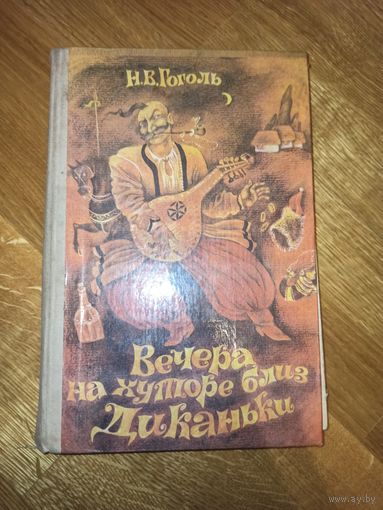 Н.В.Гоголь
Вечера
на хуторе близ
Диканьки
www.ay.by